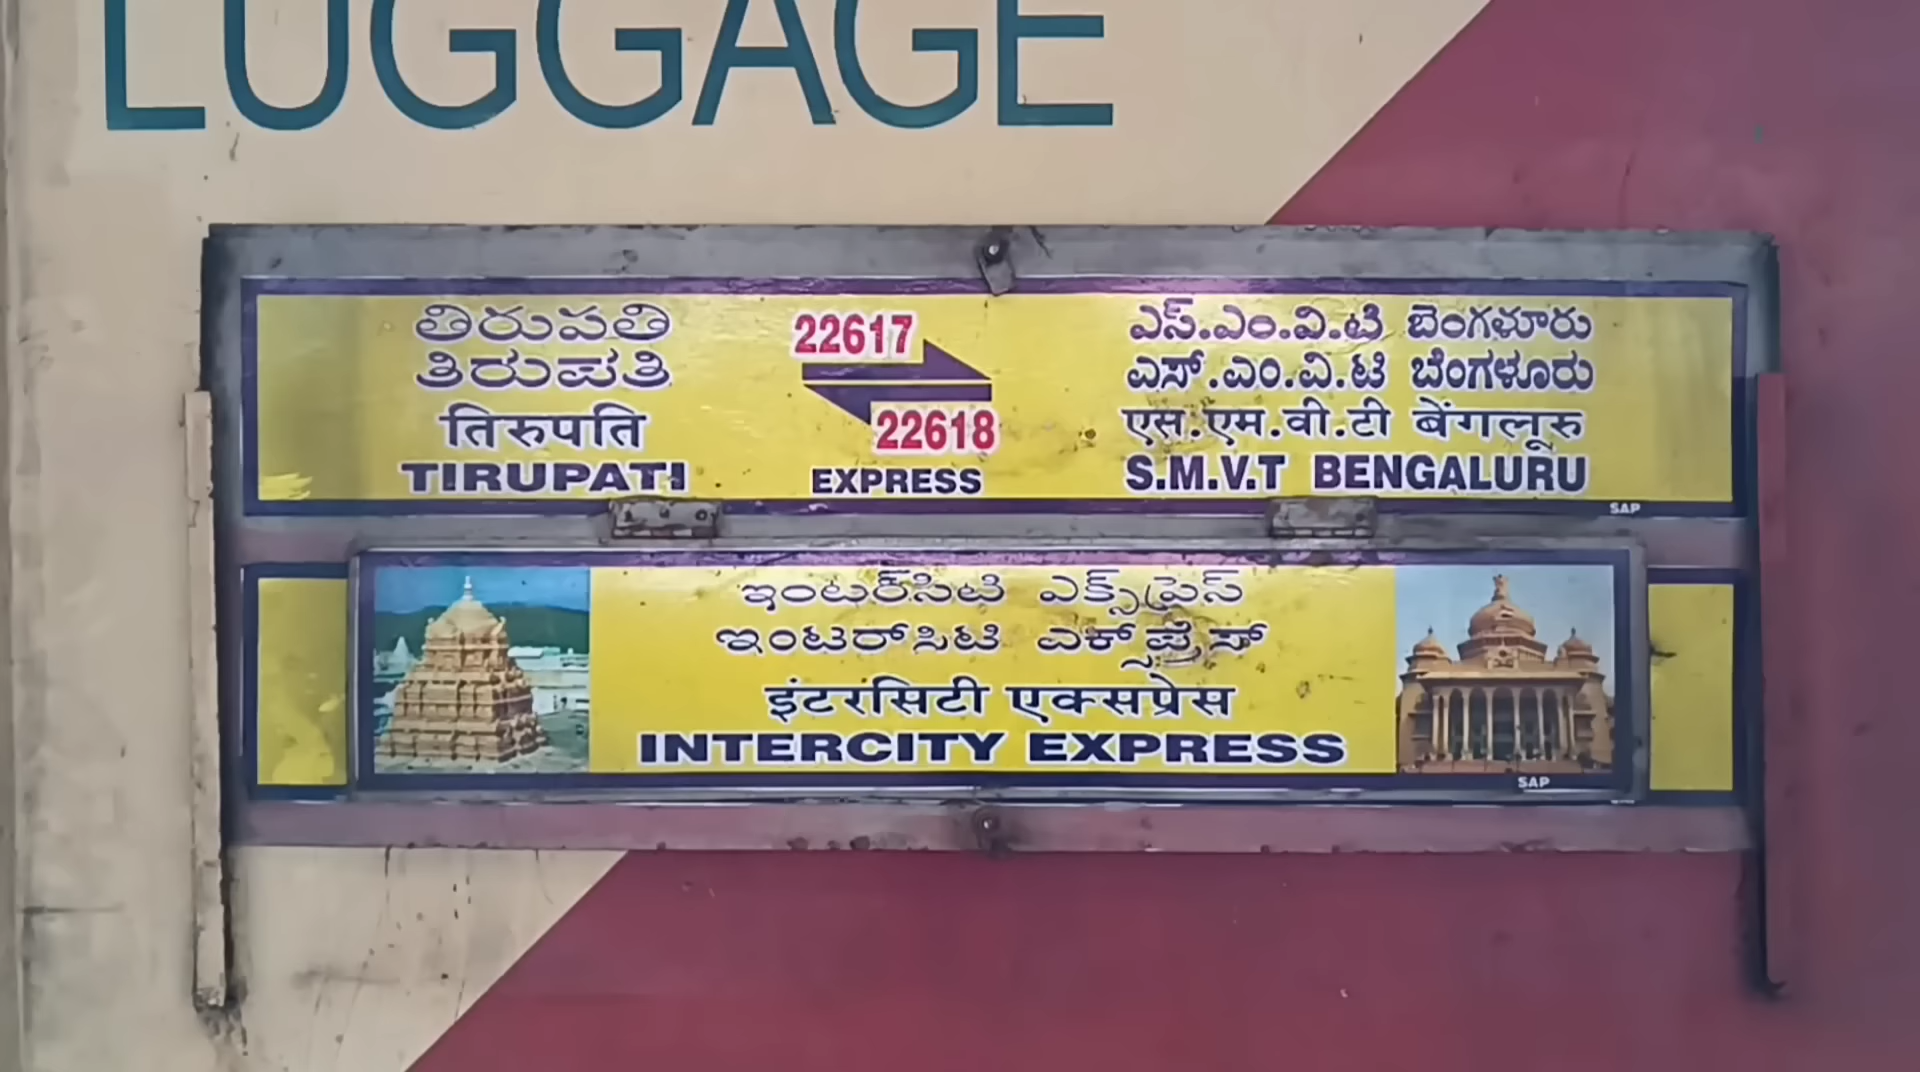 LUGGAGE
తిరుపతి
ತಿರುಪತಿ
तिरुपति
TIRUPATI
22617
22618
EXPRESS
ఎస్.ఎం.వి.టి బెంగళూరు
ಎಸ್.ಎಂ.ವಿ.ಟಿ ಬೆಂಗಳೂರು
एस.एम.वी.टी बेंगलूरु
S.M.V.T BENGALURU
SAP
ఇంటర్‌సిటి ఎక్స్‌ప్రెస్
ಇಂಟರ್‌ಸಿಟಿ ಎಕ್ಸ್‌ಪ್ರೆಸ್
इंटरसिटी एक्सप्रेस
INTERCITY EXPRESS
SAP